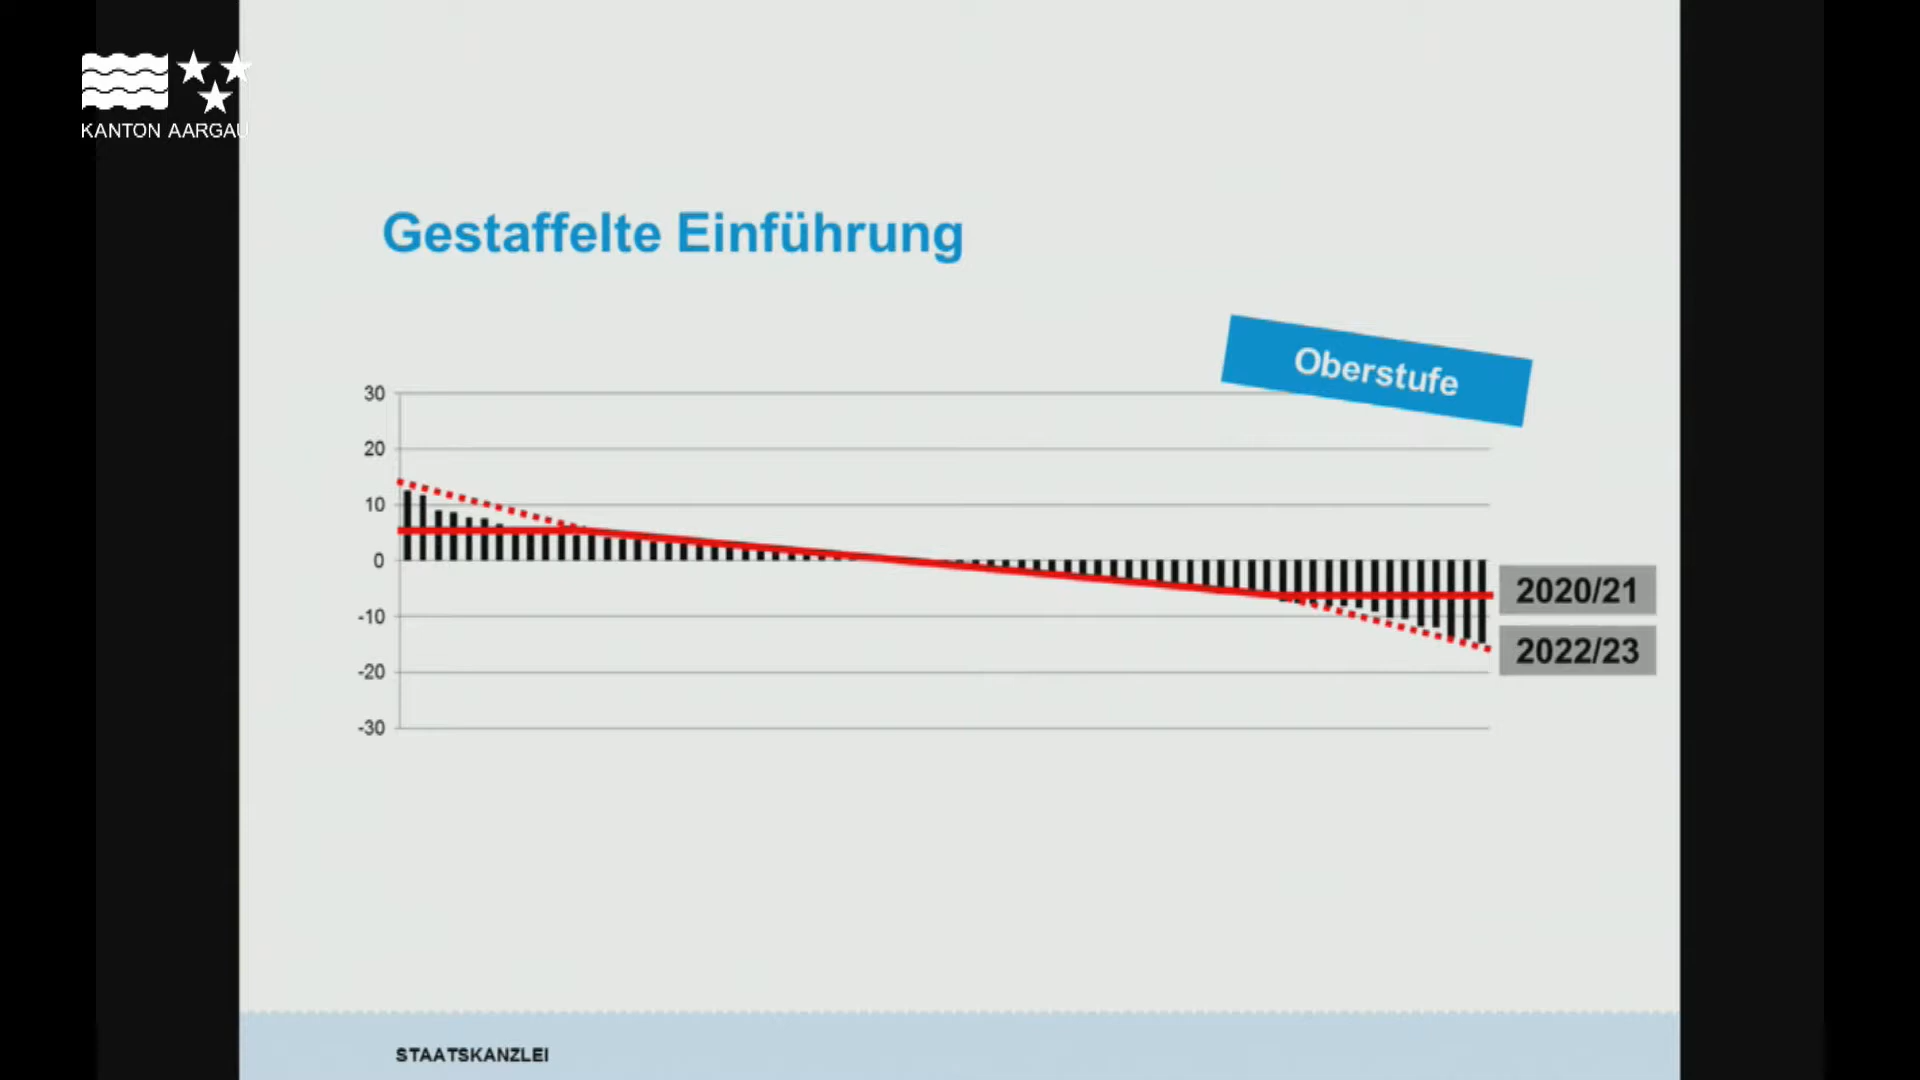 KANTON AARGAU
Gestaffelte Einführung
Oberstufe
30
20
10
0
-10
-20
-30
2020/21
2022/23
STAATSKANZLEI